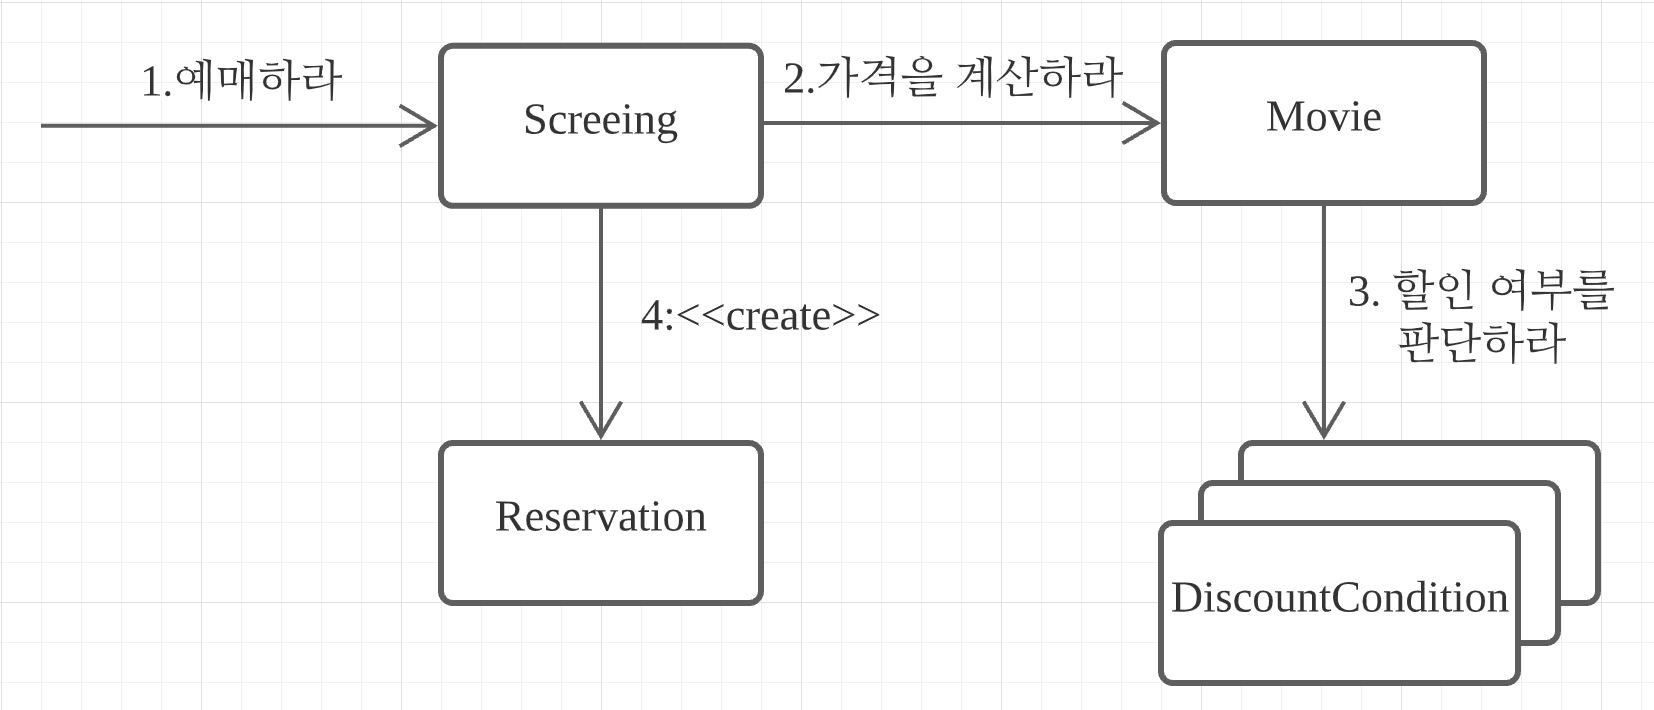 1.예매하라
Screeing
2.가격을 계산하라
Movie
3. 할인 여부를
판단하라
4:<<create>>
Reservation
DiscountCondition